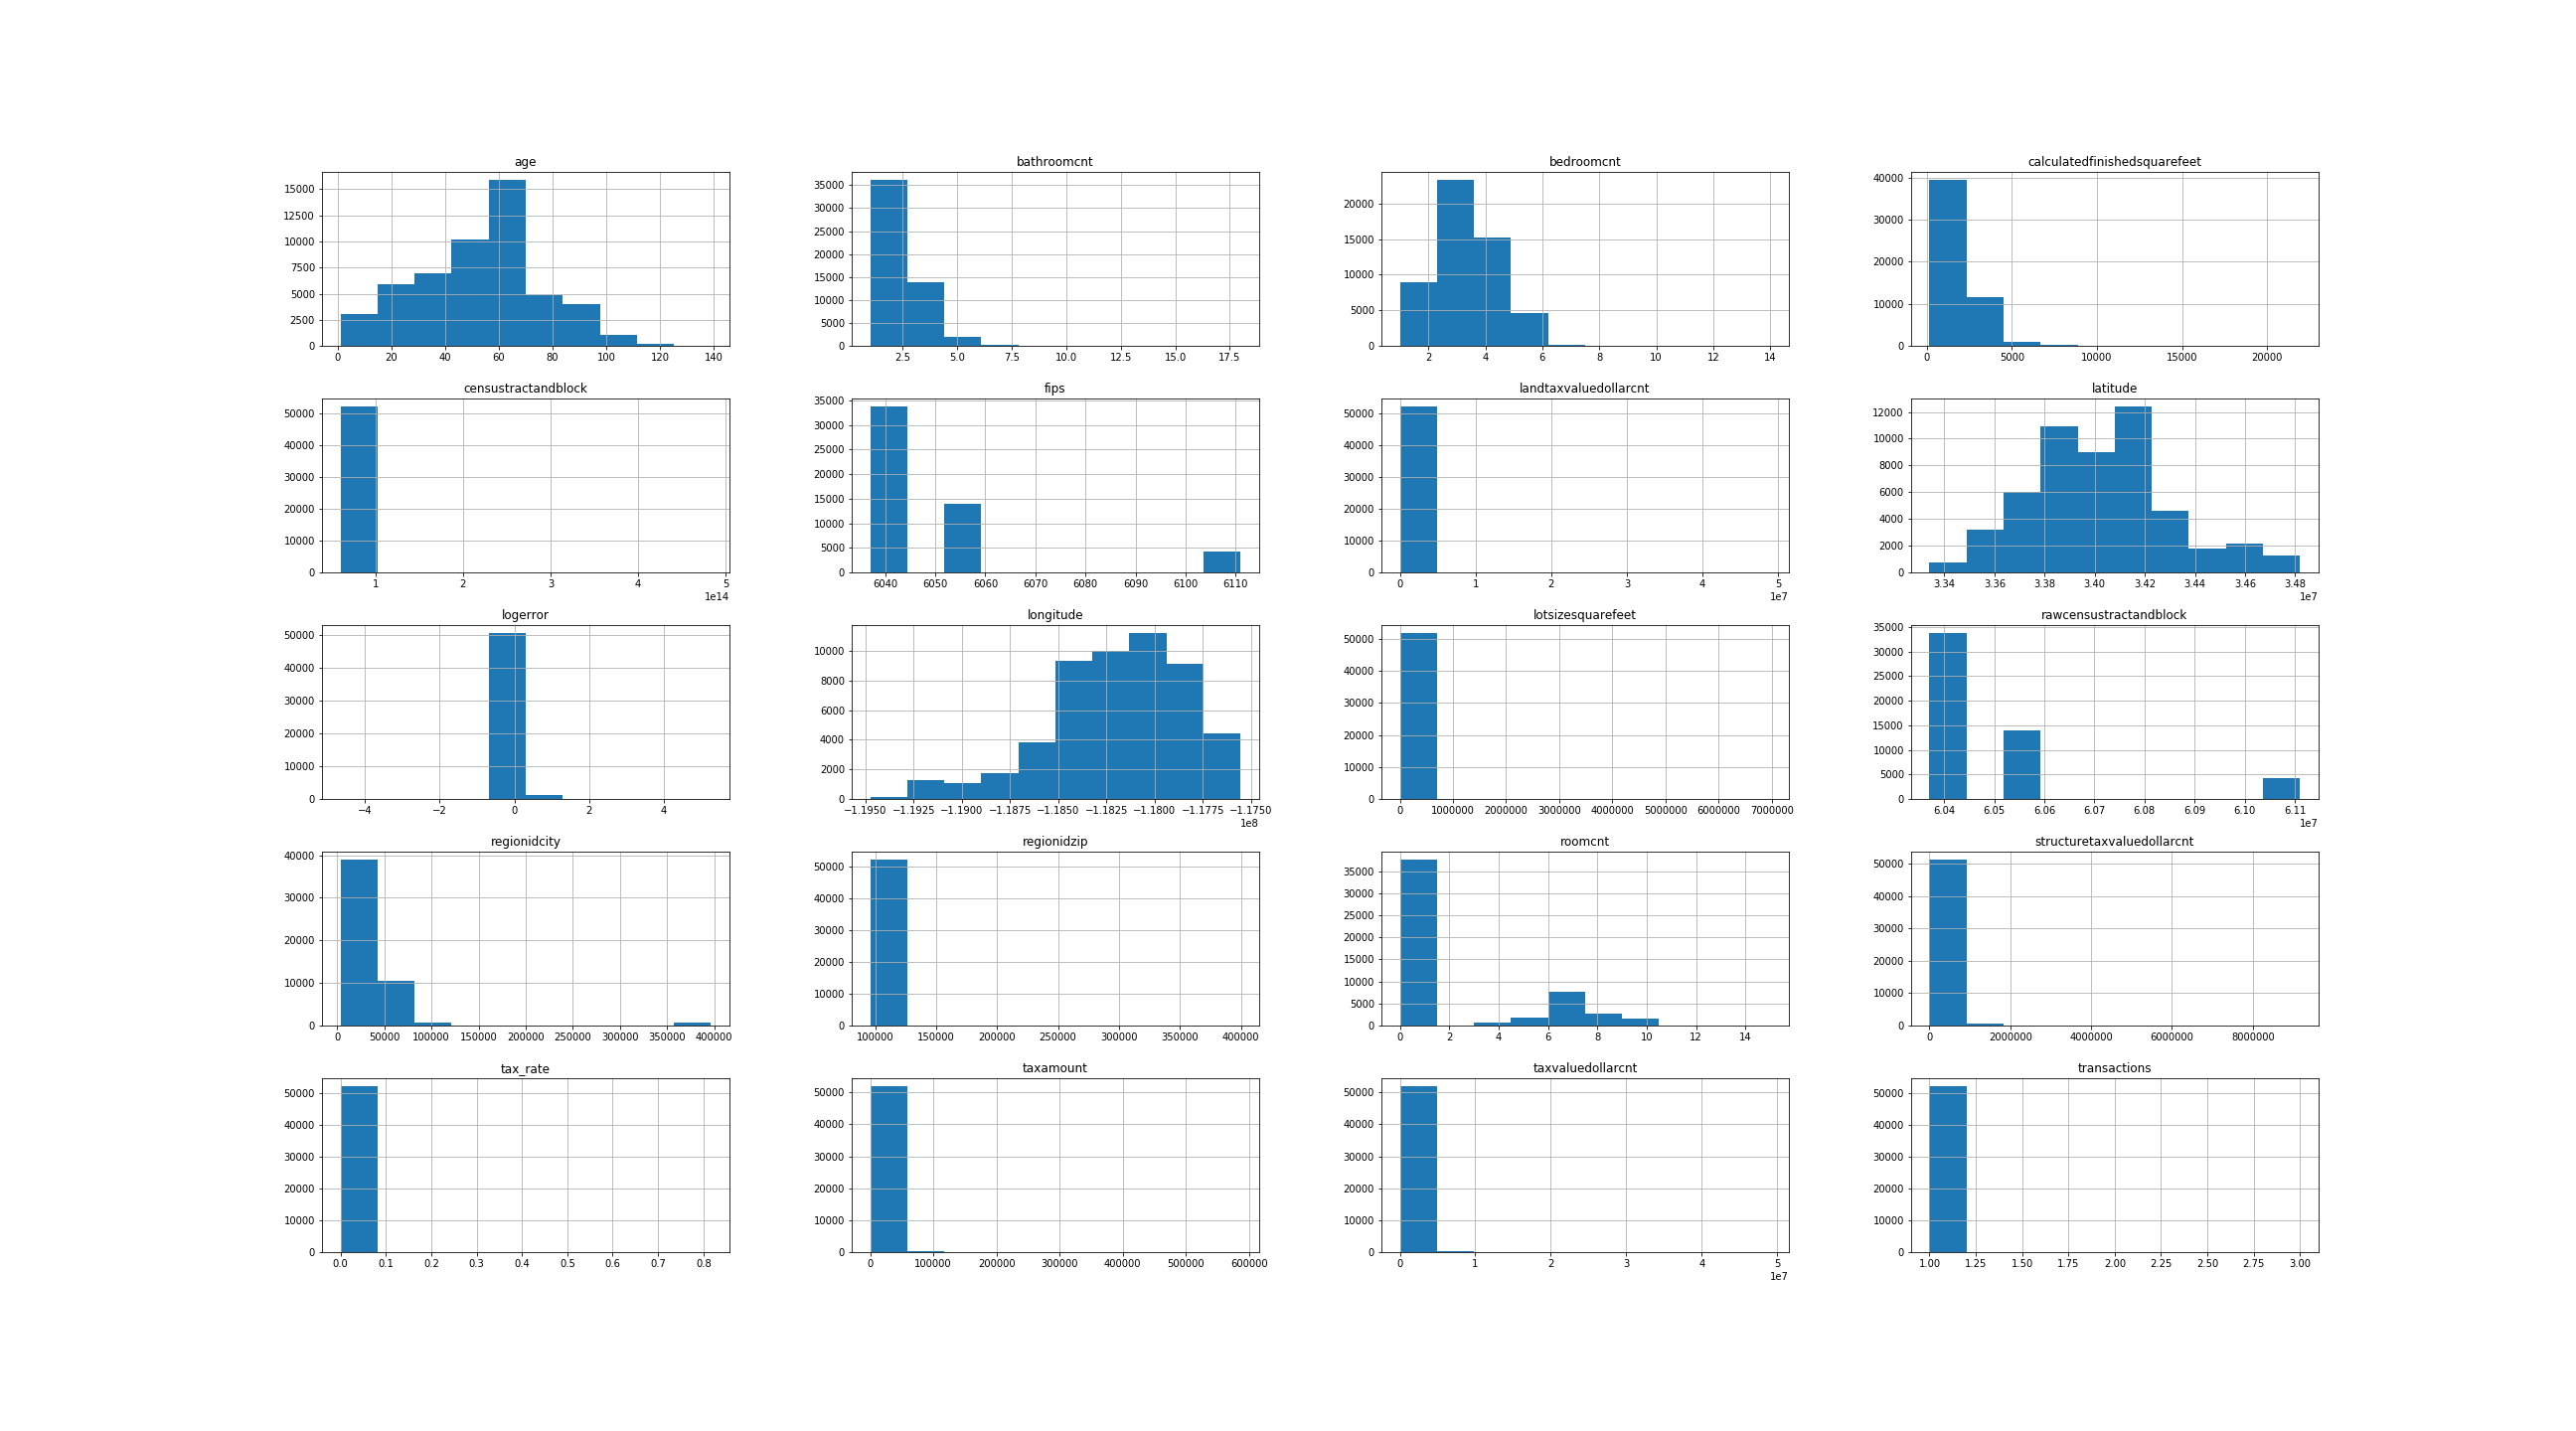 age
15000
12500
10000
7500
5000
2500
0
0 20 40 60 80 100 120 140
bathroomcnt
35000
30000
25000
20000
15000
10000
5000
0
2.5 5.0 7.5 10.0 12.5 15.0 17.5
bedroomcnt
20000
15000
10000
5000
0
2 4 6 8 10 12 14
calculatedfinishedsquarefeet
40000
30000
20000
10000
0
0 5000 10000 15000 20000
censustractandblock
50000
40000
30000
20000
10000
0
1 2 3 4 5
1e14
fips
35000
30000
25000
20000
15000
10000
5000
0
6040 6050 6060 6070 6080 6090 6100 6110
landtaxvaluedollarcnt
50000
40000
30000
20000
10000
0
0 1 2 3 4 5
1e7
latitude
12000
10000
8000
6000
4000
2000
0
3.34 3.36 3.38 3.40 3.42 3.44 3.46 3.48
1e7
logerror
50000
40000
30000
20000
10000
0
−4 −2 0 2 4
longitude
10000
8000
6000
4000
2000
0
−1.1950 −1.1925 −1.1900 −1.1875 −1.1850 −1.1825 −1.1800 −1.1775 −1.1750
1e8
lotsizesquarefeet
50000
40000
30000
20000
10000
0
0 1000000 2000000 3000000 4000000 5000000 6000000 7000000
rawcensustractandblock
35000
30000
25000
20000
15000
10000
5000
0
6.04 6.05 6.06 6.07 6.08 6.09 6.10 6.11
1e7
regionidcity
40000
30000
20000
10000
0
0 50000 100000 150000 200000 250000 300000 350000 400000
regionidzip
50000
40000
30000
20000
10000
0
100000 150000 200000 250000 300000 350000 400000
roomcnt
35000
30000
25000
20000
15000
10000
5000
0
0 2 4 6 8 10 12 14
structuretaxvaluedollarcnt
50000
40000
30000
20000
10000
0
0 2000000 4000000 6000000 8000000
tax_rate
50000
40000
30000
20000
10000
0
0.0 0.1 0.2 0.3 0.4 0.5 0.6 0.7 0.8
taxamount
50000
40000
30000
20000
10000
0
0 100000 200000 300000 400000 500000 600000
taxvaluedollarcnt
50000
40000
30000
20000
10000
0
0 1 2 3 4 5
1e7
transactions
50000
40000
30000
20000
10000
0
1.00 1.25 1.50 1.75 2.00 2.25 2.50 2.75 3.00